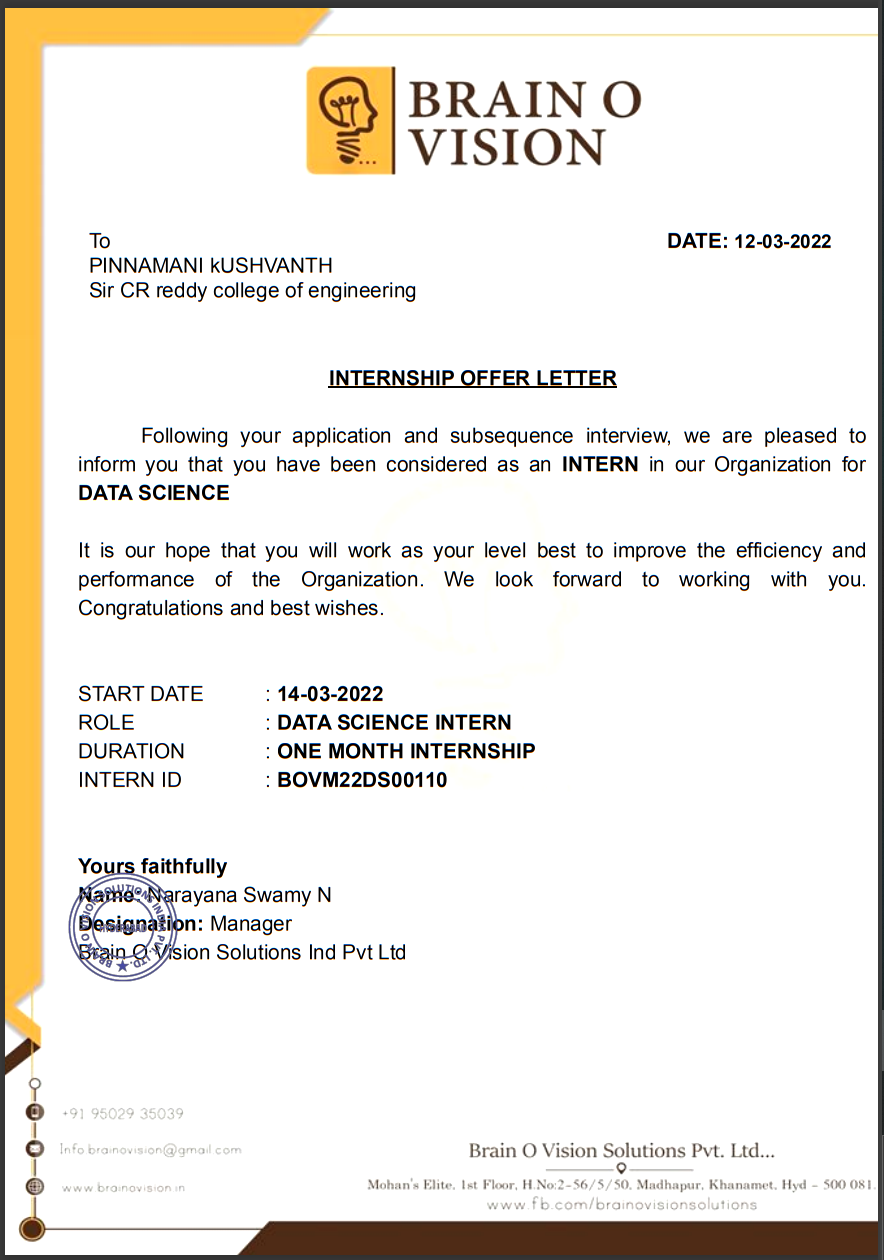 BRAIN O
VISION
To
DATE: 12-03-2022
PINNAMANI kUSHVANTH
Sir CR reddy college of engineering
INTERNSHIP OFFER LETTER
Following your application and subsequence interview, we are pleased to
inform you that you have been considered as an INTERN in our Organization for
DATA SCIENCE
It is our hope that you will work as your level best to improve the efficiency and
performance of the Organization. We look forward to working with you.
Congratulations and best wishes.
START DATE : 14-03-2022
ROLE : DATA SCIENCE INTERN
DURATION : ONE MONTH INTERNSHIP
INTERN ID : BOVM22DS00110
Yours faithfully
Name: Narayana Swamy N
Designation: Manager
Brain O Vision Solutions Ind Pvt Ltd
BRAIN O VISION SOLUTIONS INDIA PVT. LTD.
HYDERABAD
+91 95029 35039
Info.brainovision@gmail.com
www.brainovision.in
Brain O Vision Solutions Pvt. Ltd...
Mohan's Elite, 1st Floor, H.No:2-56/5/50, Madhapur, Khanamet, Hyd - 500 081.
www.fb.com/brainovisionsolutions